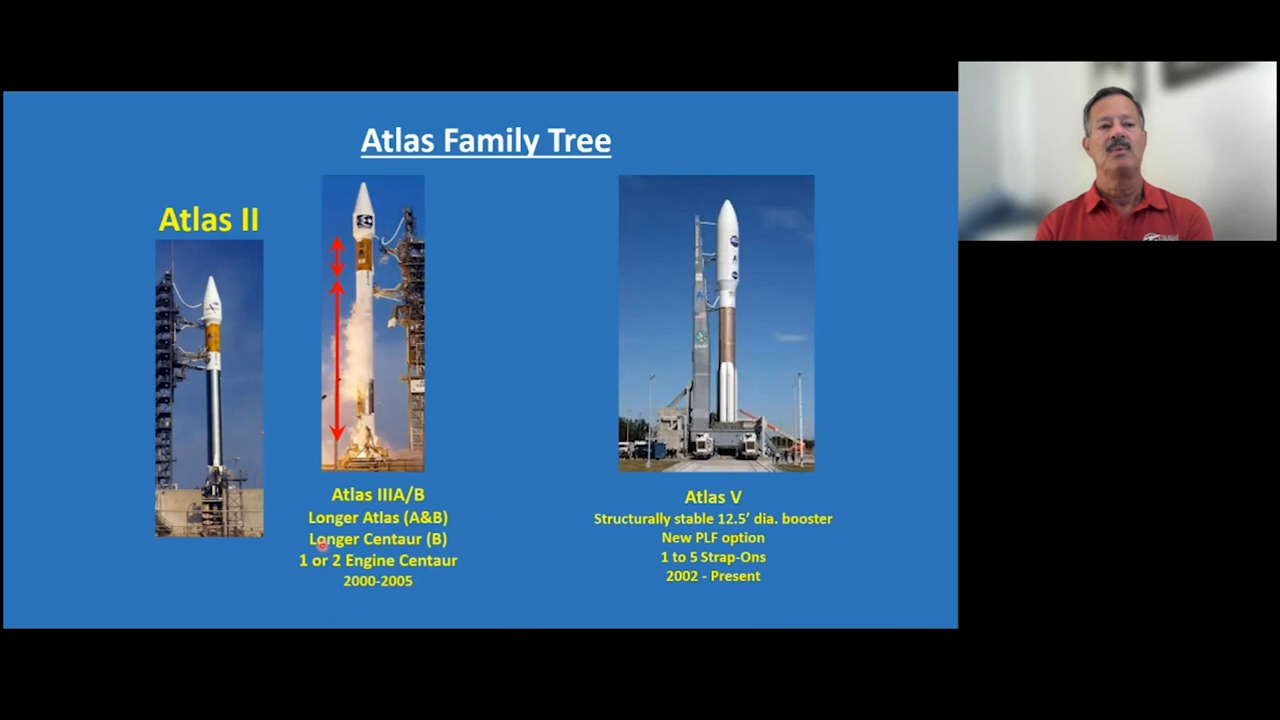 Atlas Family Tree
Atlas II
Atlas IIIA/B
Longer Atlas (A&B)
Longer Centaur (B)
1 or 2 Engine Centaur
2000-2005
Atlas V
Structurally stable 12.5’ dia. booster
New PLF option
1 to 5 Strap-Ons
2002 - Present